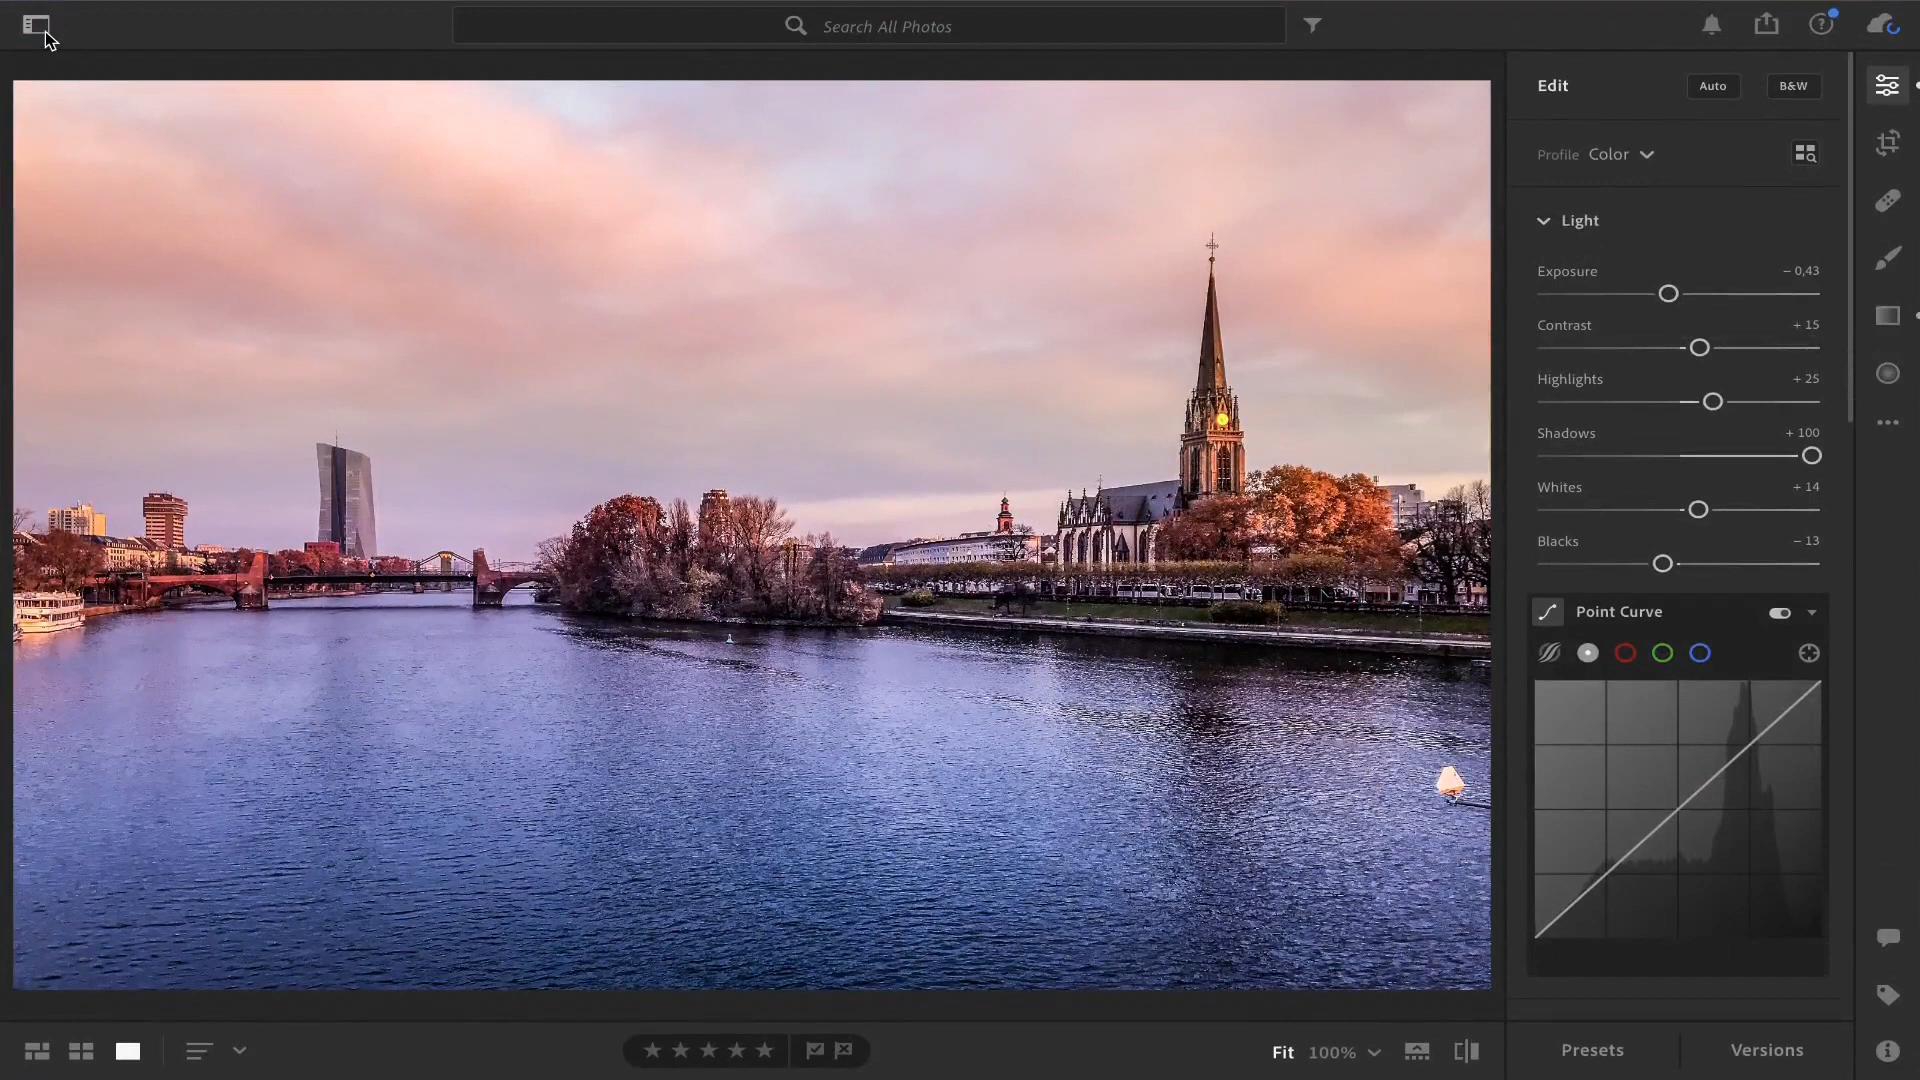 Search All Photos
Edit
Auto
B&W
Profile Color
Light
Exposure − 0,43
Contrast + 15
Highlights + 25
Shadows + 100
Whites + 14
Blacks − 13
Point Curve
Fit 100%
Presets
Versions